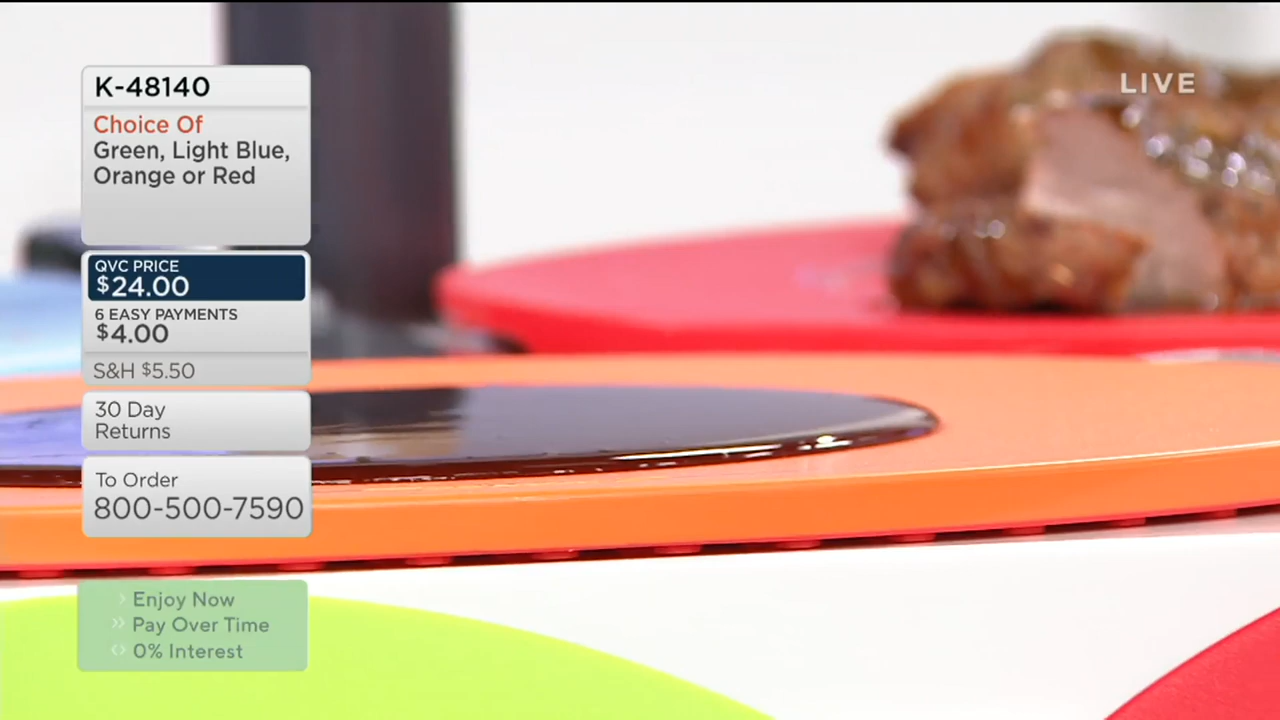 K-48140
Choice Of
Green, Light Blue,
Orange or Red
QVC PRICE
$24.00
6 EASY PAYMENTS
$4.00
S&H $5.50
30 Day
Returns
To Order
800-500-7590
Enjoy Now
Pay Over Time
0% Interest
LIVE